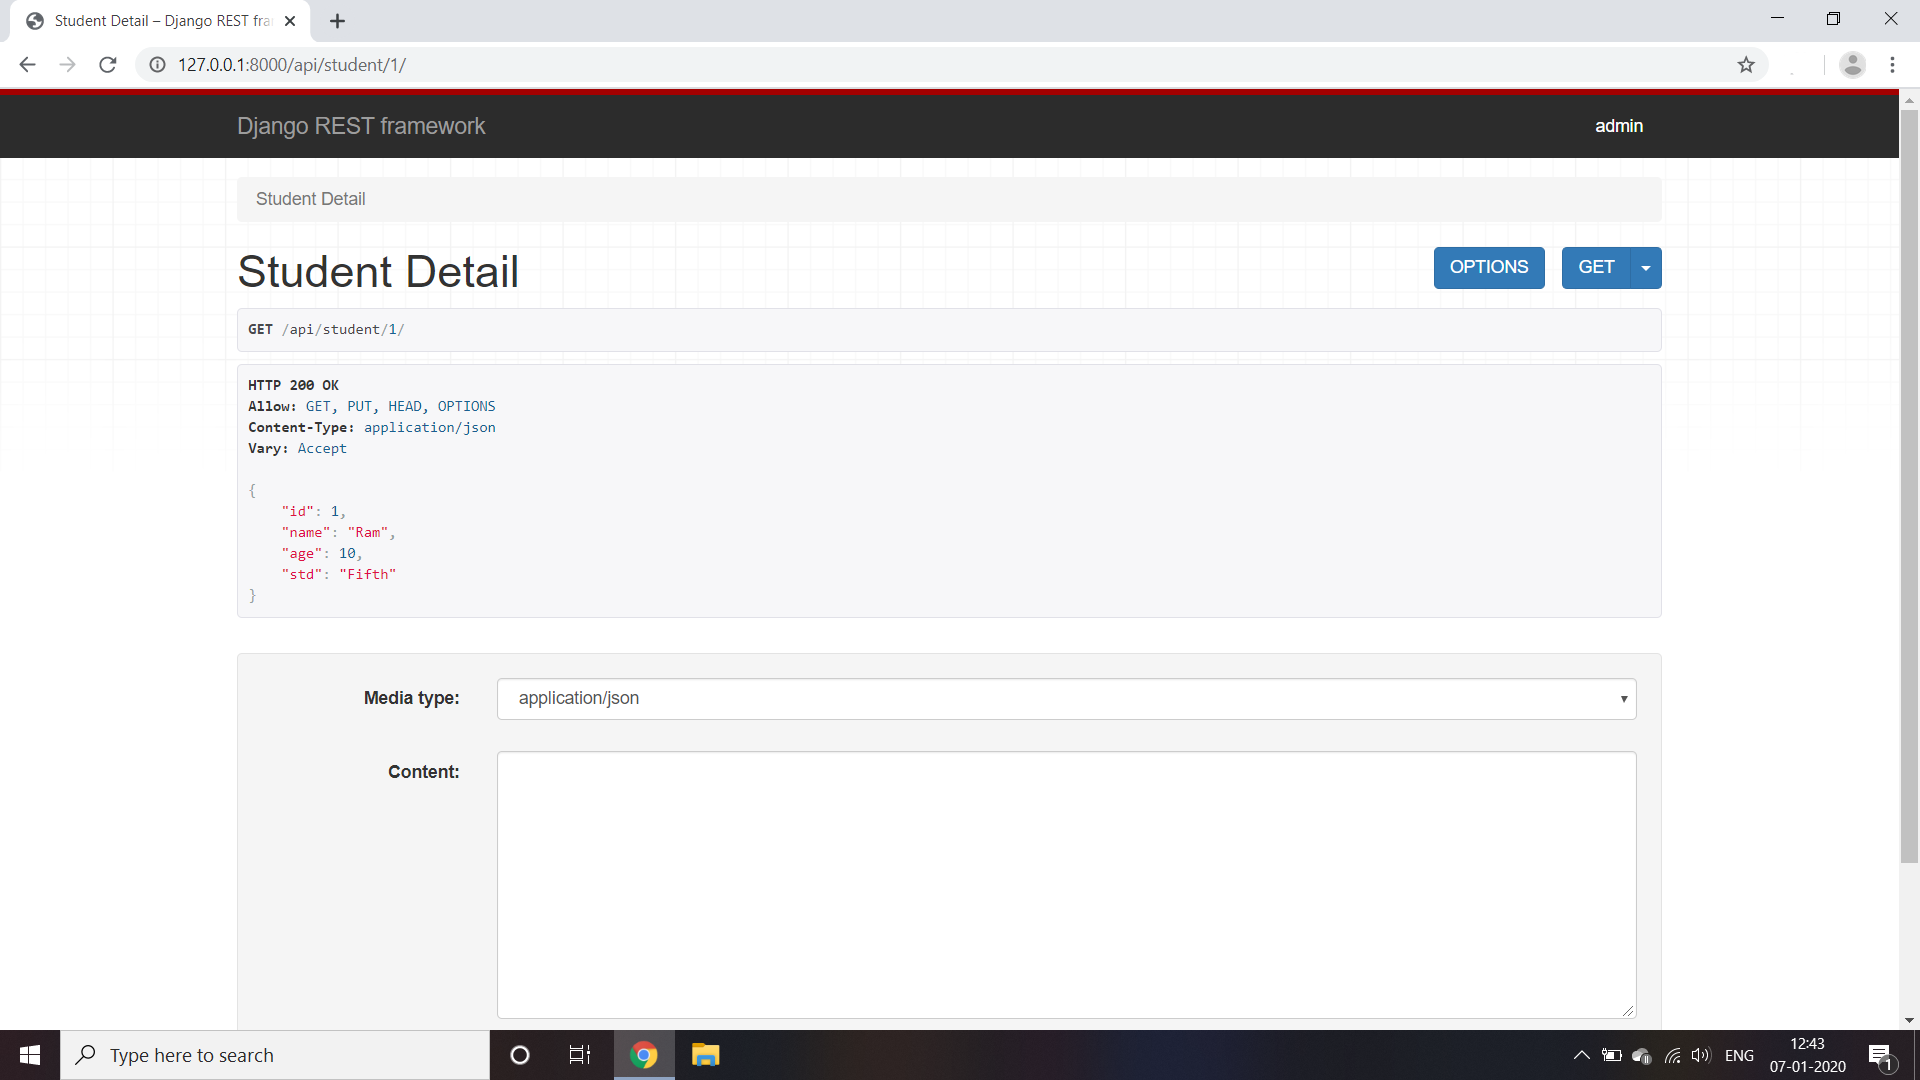 Student Detail – Django REST fra
127.0.0.1:8000/api/student/1/
Django REST framework
admin
Student Detail
Student Detail
OPTIONS
GET
GET /api/student/1/
HTTP 200 OK
Allow: GET, PUT, HEAD, OPTIONS
Content-Type: application/json
Vary: Accept
{
    "id": 1,
    "name": "Ram",
    "age": 10,
    "std": "Fifth"
}
Media type:
application/json
Content:
Type here to search
ENG
12:43
07-01-2020
1